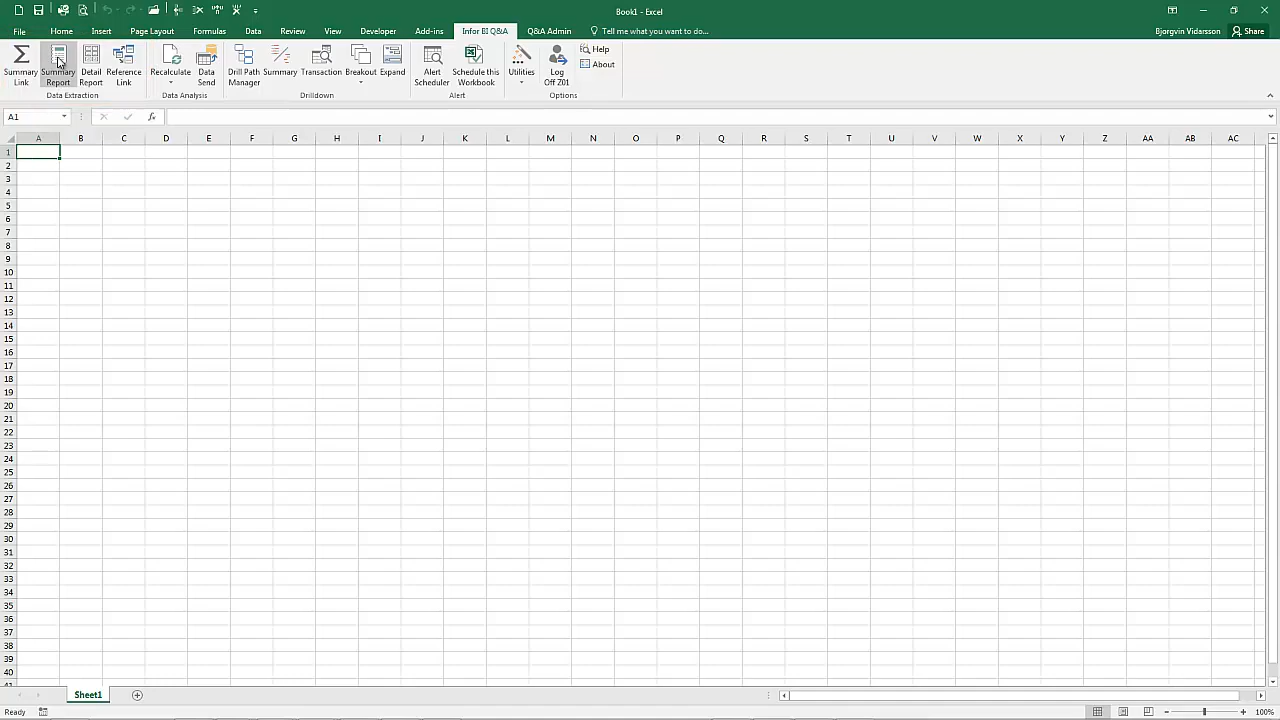 Book1 - Excel
File Home Insert Page Layout Formulas Data Review View Developer Add-ins Infor BI Q&A Q&A Admin Tell me what you want to do... Bjorgvin Vidarsson Share
Summary Link
Summary Report
Detail Report
Reference Link
Recalculate
Data Send
Drill Path Manager
Summary
Transaction
Breakout
Expand
Alert Scheduler
Schedule this Workbook
Utilities
Log Off Z01
Help
About
Data Extraction Data Analysis Drilldown Alert Options
A1 fx
A B C D E F G H I J K L M N O P Q R S T U V W X Y Z AA AB AC
1
2
3
4
5
6
7
8
9
10
11
12
13
14
15
16
17
18
19
20
21
22
23
24
25
26
27
28
29
30
31
32
33
34
35
36
37
38
39
40
41
Sheet1
Ready 100%